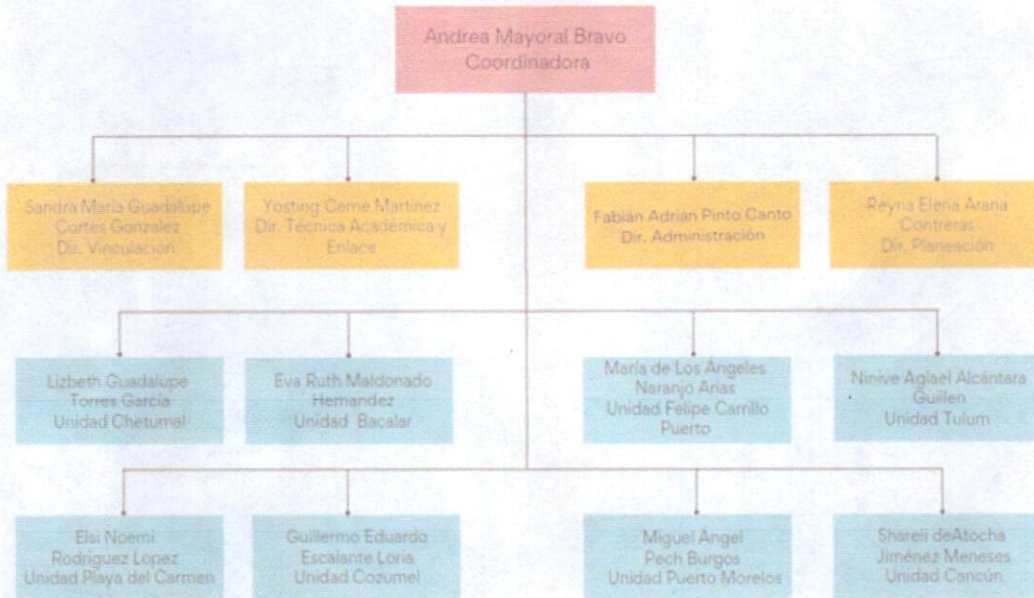 Andrea Mayoral Bravo
Coordinadora
Sandra María Guadalupe
Cortes Gonzalez
Dir. Vinculación
Yosting Ceme Martinez
Dir. Técnica Académica y
Enlace
Fabián Adrián Pinto Canto
Dir. Administración
Reyna Elena Arana
Contreras
Dir. Planeación
Lizbeth Guadalupe
Torres García
Unidad Chetumal
Eva Ruth Maldonado
Hernandez
Unidad Bacalar
María de Los Ángeles
Naranjo Arias
Unidad Felipe Carrillo
Puerto
Ninive Aglael Alcántara
Guillen
Unidad Tulum
Elsi Noemi
Rodriguez Lopez
Unidad Playa del Carmen
Guillermo Eduardo
Escalante Loria
Unidad Cozumel
Miguel Ángel
Pech Burgos
Unidad Puerto Morelos
Shareli deAtocha
Jiménez Meneses
Unidad Cancún